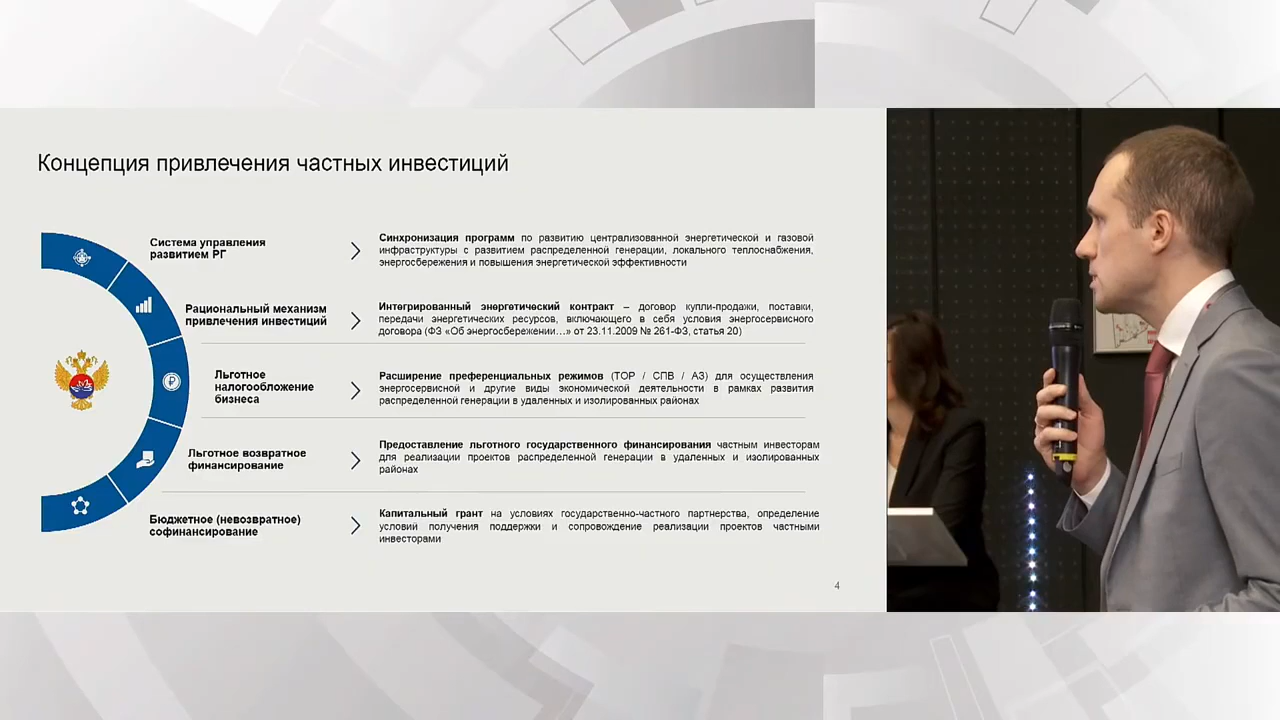 Концепция привлечения частных инвестиций
Система управления
развитием РГ
Синхронизация программ по развитию централизованной энергетической и газовой
инфраструктуры с развитием распределенной генерации, локального теплоснабжения,
энергосбережения и повышения энергетической эффективности
Рациональный механизм
привлечения инвестиций
Интегрированный энергетический контракт – договор купли-продажи, поставки,
передачи энергетических ресурсов, включающего в себя условия энергосервисного
договора (ФЗ «Об энергосбережении...» от 23.11.2009 № 261-ФЗ, статья 20)
Льготное
налогообложение
бизнеса
Расширение преференциальных режимов (ТОР / СПВ / АЗ) для осуществления
энергосервисной и другие виды экономической деятельности в рамках развития
распределенной генерации в удаленных и изолированных районах
Льготное возвратное
финансирование
Предоставление льготного государственного финансирования частным инвесторам
для реализации проектов распределенной генерации в удаленных и изолированных
районах
Бюджетное (невозвратное)
софинансирование
Капитальный грант на условиях государственно-частного партнерства, определение
условий получения поддержки и сопровождение реализации проектов частными
инвесторами
4